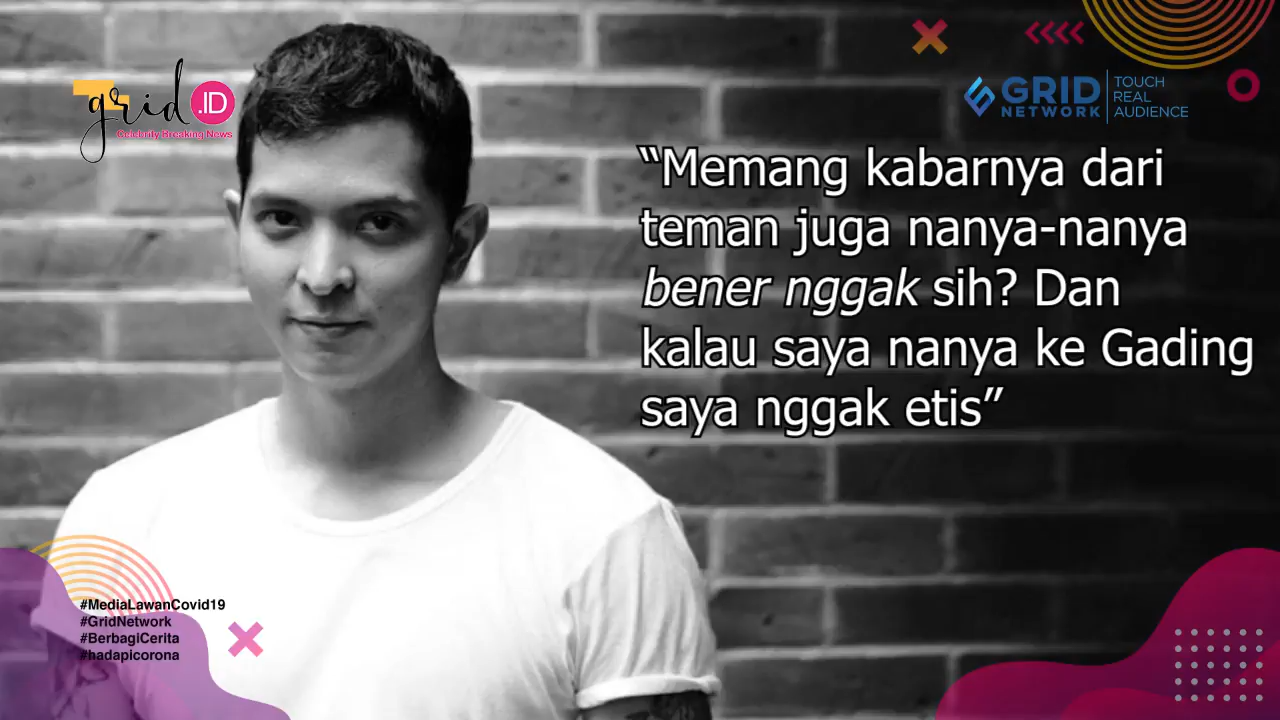 grid .ID
Celebrity Breaking News
GRID NETWORK
TOUCH
REAL
AUDIENCE
“Memang kabarnya dari
teman juga nanya-nanya
bener nggak sih? Dan
kalau saya nanya ke Gading
saya nggak etis”
#MediaLawanCovid19
#GridNetwork
#BerbagiCerita
#hadapicorona